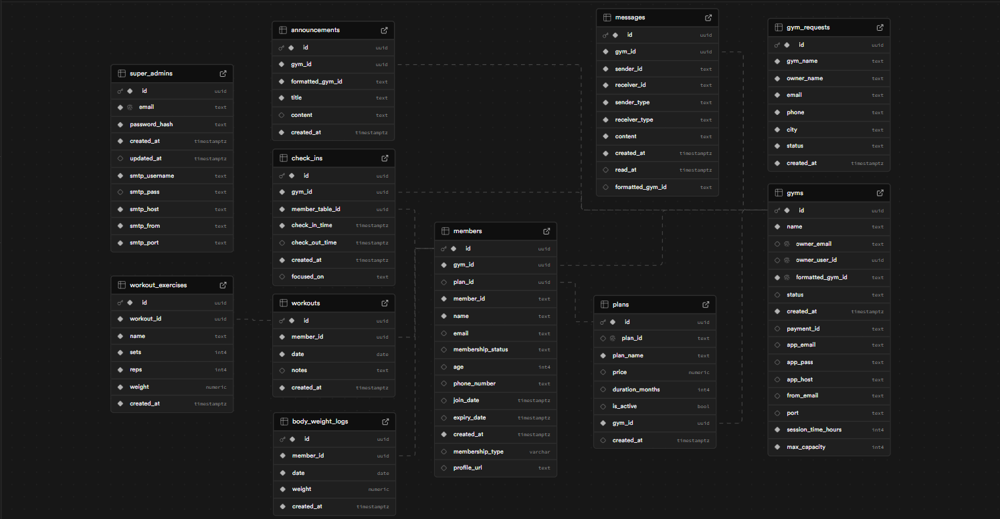 super_admins
id uuid
email text
password_hash text
created_at timestamptz
updated_at timestamptz
smtp_username text
smtp_pass text
smtp_host text
smtp_from text
smtp_port text
workout_exercises
id uuid
workout_id uuid
name text
sets int4
reps int4
weight numeric
created_at timestamptz
announcements
id uuid
gym_id uuid
formatted_gym_id text
title text
content text
created_at timestamptz
check_ins
id uuid
gym_id uuid
member_table_id uuid
check_in_time timestamptz
check_out_time timestamptz
created_at timestamptz
focused_on text
workouts
id uuid
member_id uuid
date date
notes text
created_at timestamptz
body_weight_logs
id uuid
member_id uuid
date date
weight numeric
created_at timestamptz
members
id uuid
gym_id uuid
plan_id uuid
member_id text
name text
email text
membership_status text
age int4
phone_number text
join_date timestamptz
expiry_date timestamptz
created_at timestamptz
membership_type varchar
profile_url text
messages
id uuid
gym_id uuid
sender_id text
receiver_id text
sender_type text
receiver_type text
content text
created_at timestamptz
read_at timestamptz
formatted_gym_id text
plans
id uuid
plan_id text
plan_name text
price numeric
duration_months int4
is_active bool
gym_id uuid
created_at timestamptz
gym_requests
id uuid
gym_name text
owner_name text
email text
phone text
city text
status text
created_at timestamptz
gyms
id uuid
name text
owner_email text
owner_user_id uuid
formatted_gym_id text
status text
created_at timestamptz
payment_id text
app_email text
app_pass text
app_host text
from_email text
port text
session_time_hours int4
max_capacity int4